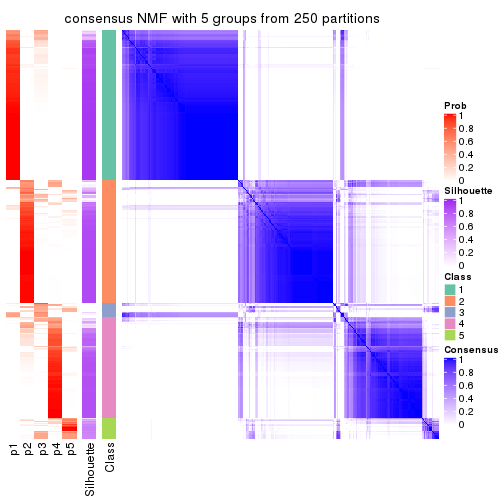 consensus NMF with 5 groups from 250 partitions
Prob
1
0.8
0.6
0.4
0.2
0
Silhouette
1
0.8
0.6
0.4
0.2
0
Class
1
2
3
4
5
Consensus
1
0.8
0.6
0.4
0.2
0
p1
p2
p3
p4
p5
Silhouette
Class